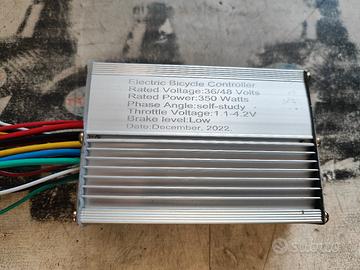 Electric Bicycle Controller
Rated Voltage:36/48 Volts
Rated Power:350 Watts
Phase Angle:self-study
Throttle Voltage:1.1-4.2V
Brake level:Low
Date:December, 2022.
subito